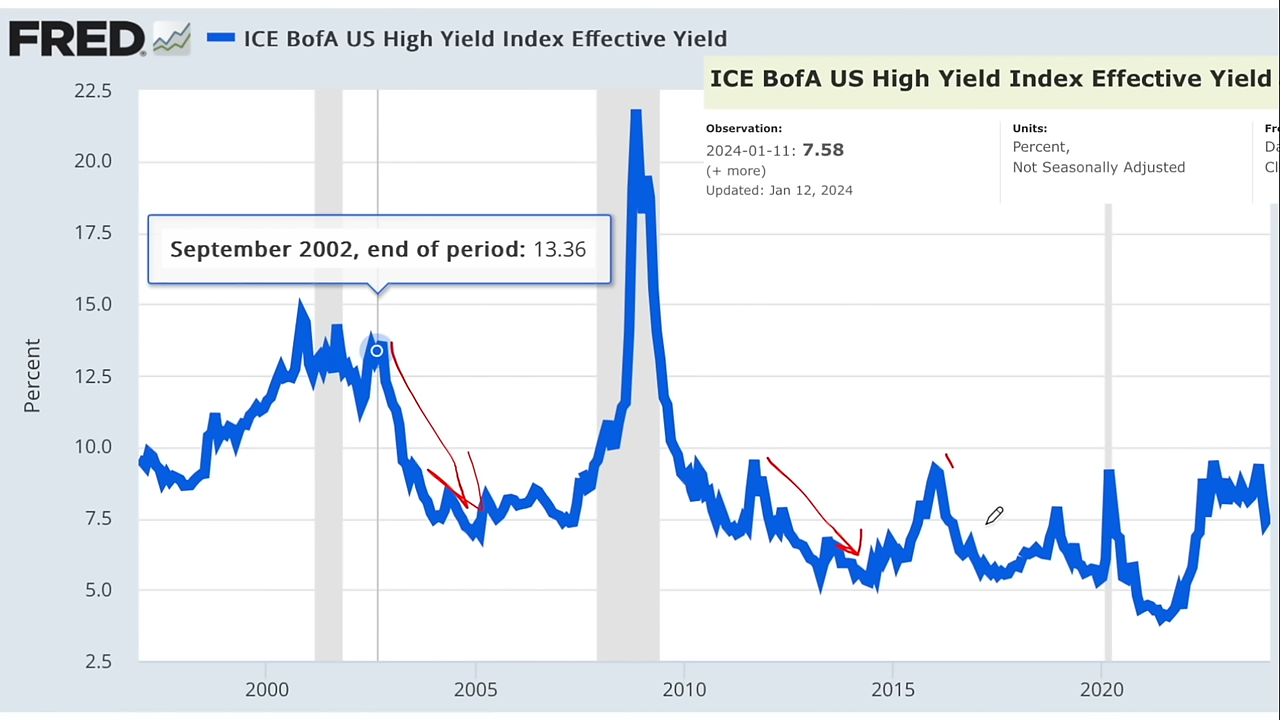 FRED
ICE BofA US High Yield Index Effective Yield
ICE BofA US High Yield Index Effective Yield
Observation:
2024-01-11: 7.58
(+ more)
Updated: Jan 12, 2024
Units:
Percent,
Not Seasonally Adjusted
Fre
Da
Cl
September 2002, end of period: 13.36
Percent
22.5
20.0
17.5
15.0
12.5
10.0
7.5
5.0
2.5
2000
2005
2010
2015
2020